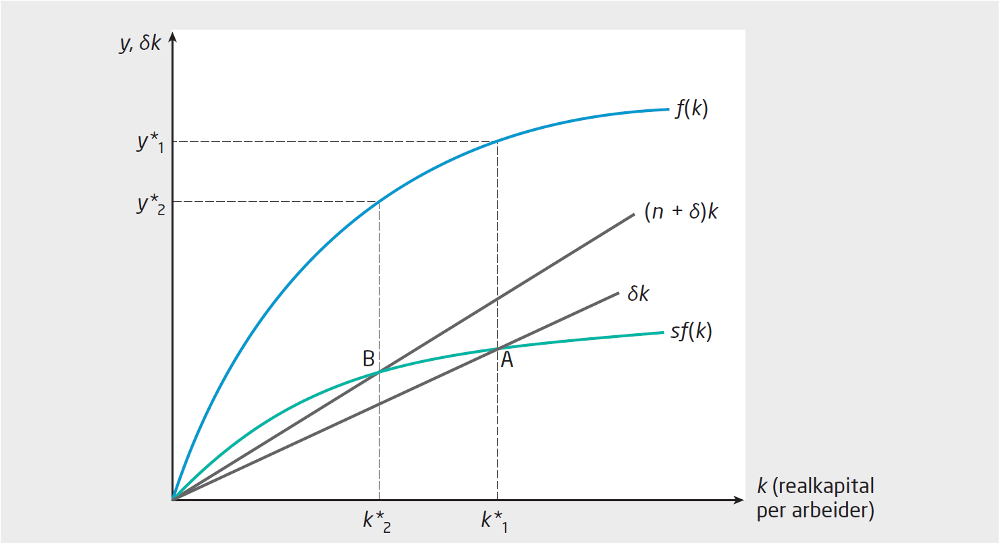 y, δk
f(k)
y*1
y*2
(n + δ)k
δk
sf(k)
B
A
k (realkapital
per arbeider)
k*2
k*1